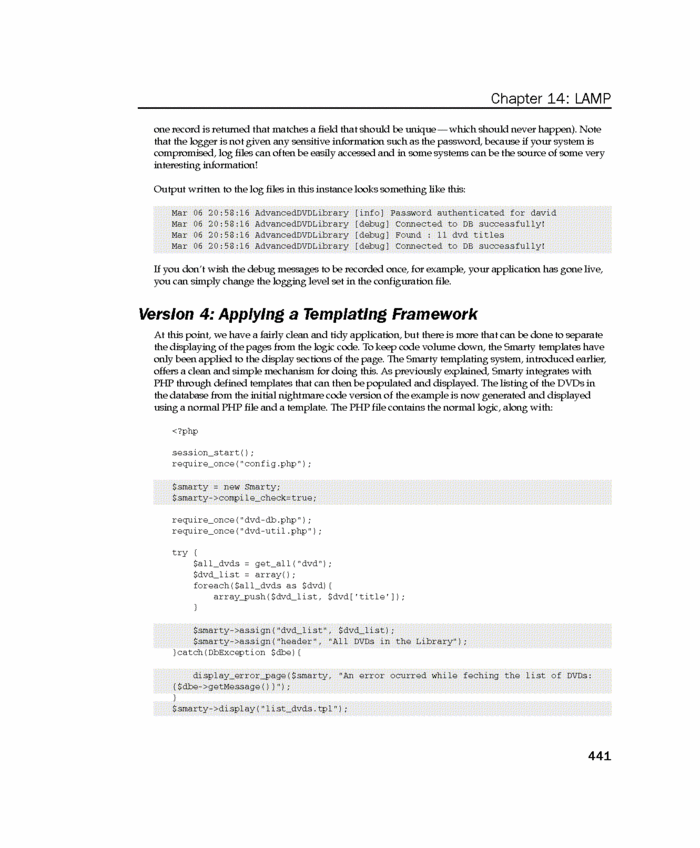 Chapter 14: LAMP
one record is returned that matches a field that should be unique — which should never happen). Note
that the logger is not given any sensitive information such as the password, because if your system is
compromised, log files can often be easily accessed and in some systems can be the source of some very
interesting information!
Output written to the log files in this instance looks something like this:
Mar 06 20:58:16 AdvancedDVDLibrary [info] Password authenticated for david
Mar 06 20:58:16 AdvancedDVDLibrary [debug] Connected to DB successfully!
Mar 06 20:58:16 AdvancedDVDLibrary [debug] Found : 11 dvd titles
Mar 06 20:58:16 AdvancedDVDLibrary [debug] Connected to DB successfully!
If you don't wish the debug messages to be recorded once, for example, your application has gone live,
you can simply change the logging level set in the configuration file.
Version 4: Applying a Templating Framework
At this point, we have a fairly clean and tidy application, but there is more that can be done to separate
the displaying of the pages from the logic code. To keep code volume down, the Smarty templates have
only been applied to the display sections of the page. The Smarty templating system, introduced earlier,
offers a clean and simple mechanism for doing this. As previously explained, Smarty integrates with
PHP through defined templates that can then be populated and displayed. The listing of the DVDs in
the database from the initial nightmare code version of the example is now generated and displayed
using a normal PHP file and a template. The PHP file contains the normal logic, along with:
<?php
session_start();
require_once("config.php");
$smarty = new Smarty;
$smarty->compile_check=true;
require_once("dvd-db.php");
require_once("dvd-util.php");
try {
$all_dvds = get_all("dvd");
$dvd_list = array();
foreach($all_dvds as $dvd){
array_push($dvd_list, $dvd['title']);
}
$smarty->assign("dvd_list", $dvd_list);
$smarty->assign("header", "All DVDs in the Library");
}catch(DbException $dbe){
display_error_page($smarty, "An error ocurred while feching the list of DVDs:
{$dbe->getMessage()}");
}
$smarty->display("list_dvds.tpl");
441